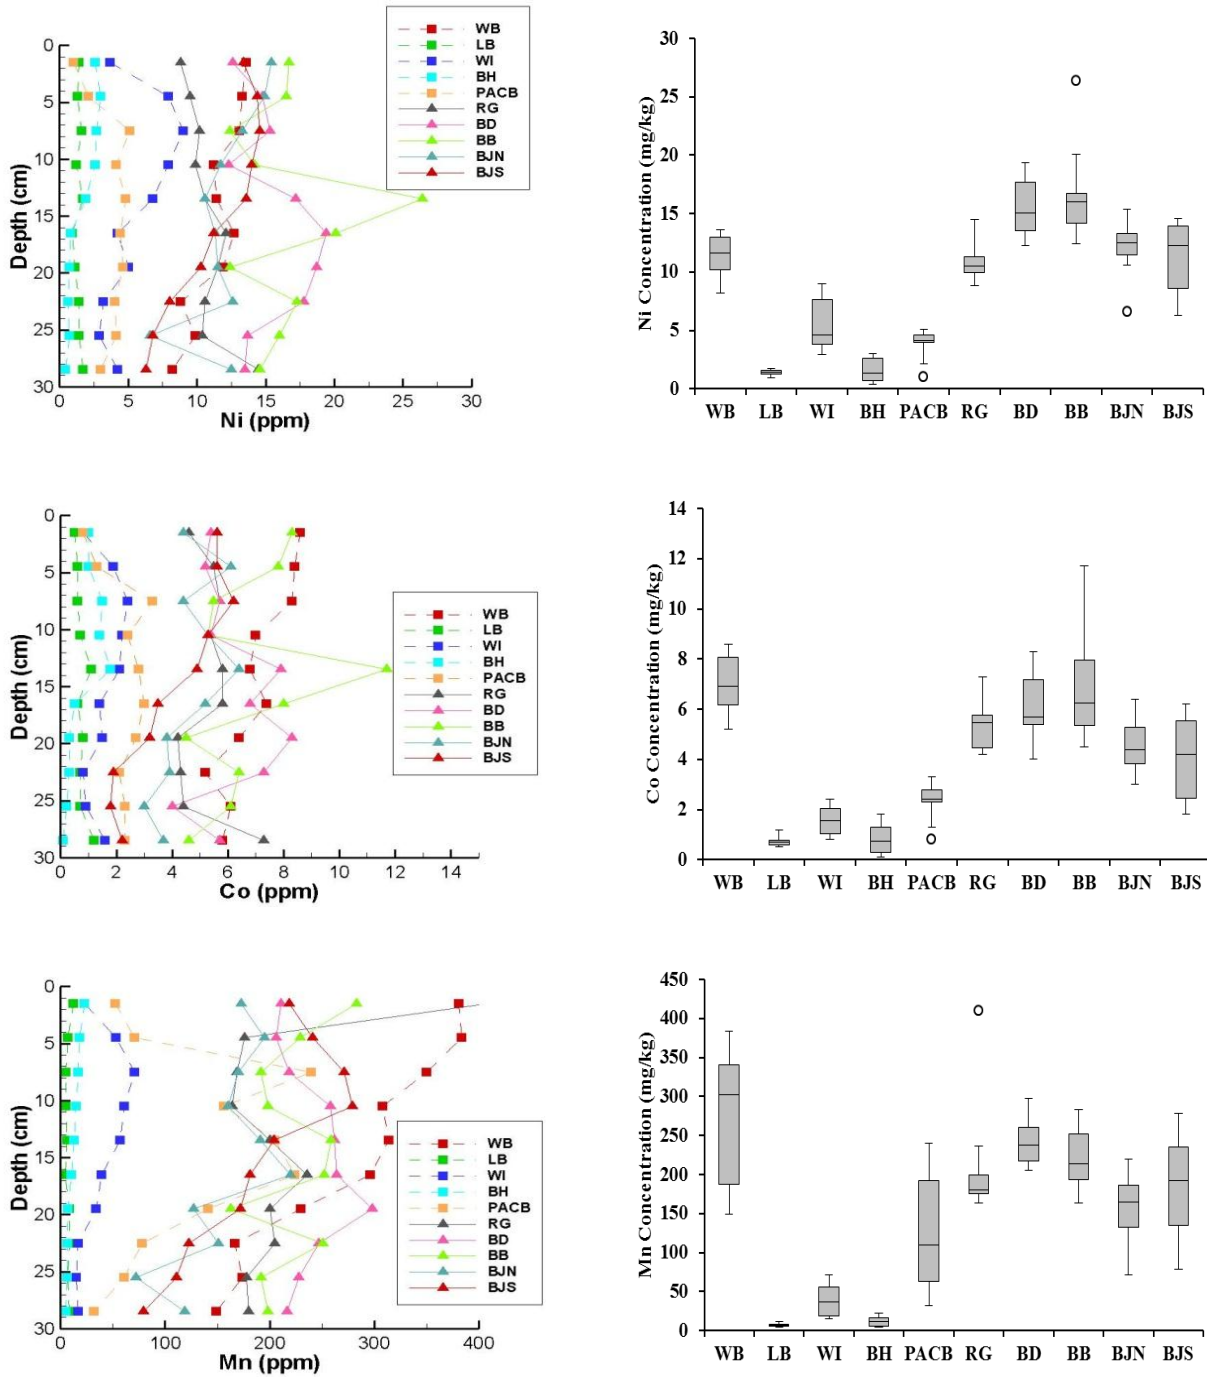 WB
LB
WI
BH
PACB
RG
BD
BB
BJN
BJS
0
5
10
15
20
25
30
Depth (cm)
0 5 10 15 20 25 30
Ni (ppm)
30
25
20
15
10
5
0
Ni Concentration (mg/kg)
WB LB WI BH PACB RG BD BB BJN BJS
0
5
10
15
20
25
30
Depth (cm)
WB
LB
WI
BH
PACB
RG
BD
BB
BJN
BJS
0 2 4 6 8 10 12 14
Co (ppm)
14
12
10
8
6
4
2
0
Co Concentration (mg/kg)
WB LB WI BH PACB RG BD BB BJN BJS
0
5
10
15
20
25
30
Depth (cm)
WB
LB
WI
BH
PACB
RG
BD
BB
BJN
BJS
0 100 200 300 400
Mn (ppm)
450
400
350
300
250
200
150
100
50
0
Mn Concentration (mg/kg)
WB LB WI BH PACB RG BD BB BJN BJS